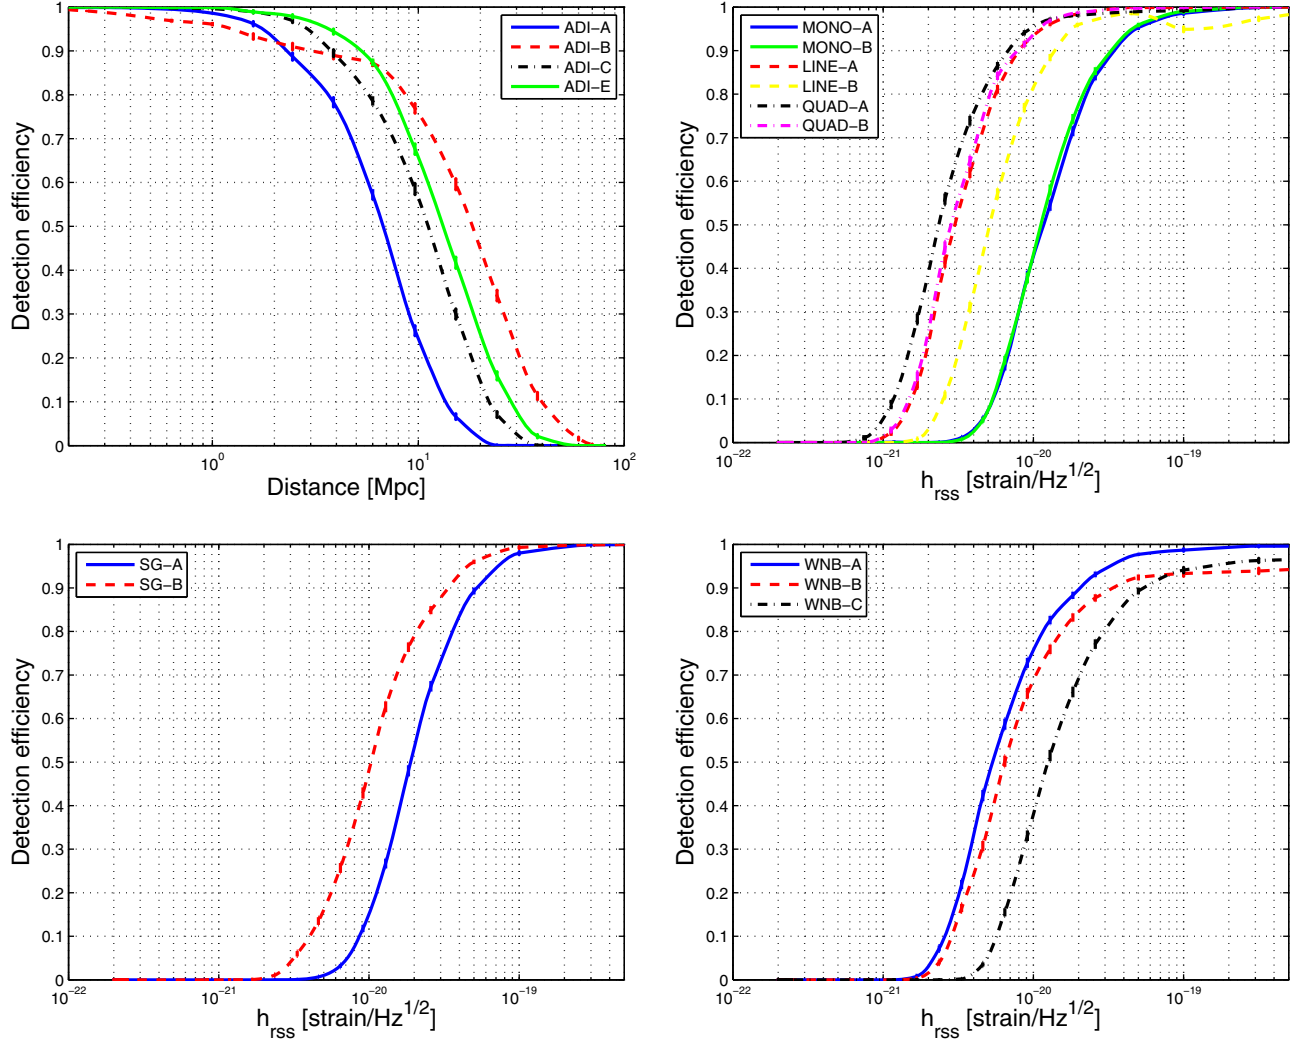 1
0.9
0.8
0.7
0.6
0.5
0.4
0.3
0.2
0.1
0
Detection efficiency
ADI−A
ADI−B
ADI−C
ADI−E
10^0
10^1
10^2
Distance [Mpc]
1
0.9
0.8
0.7
0.6
0.5
0.4
0.3
0.2
0.1
0
Detection efficiency
MONO−A
MONO−B
LINE−A
LINE−B
QUAD−A
QUAD−B
10^−22
10^−21
10^−20
10^−19
h_rss [strain/Hz^1/2]
1
0.9
0.8
0.7
0.6
0.5
0.4
0.3
0.2
0.1
0
Detection efficiency
SG−A
SG−B
10^−22
10^−21
10^−20
10^−19
h_rss [strain/Hz^1/2]
1
0.9
0.8
0.7
0.6
0.5
0.4
0.3
0.2
0.1
0
Detection efficiency
WNB−A
WNB−B
WNB−C
10^−22
10^−21
10^−20
10^−19
h_rss [strain/Hz^1/2]